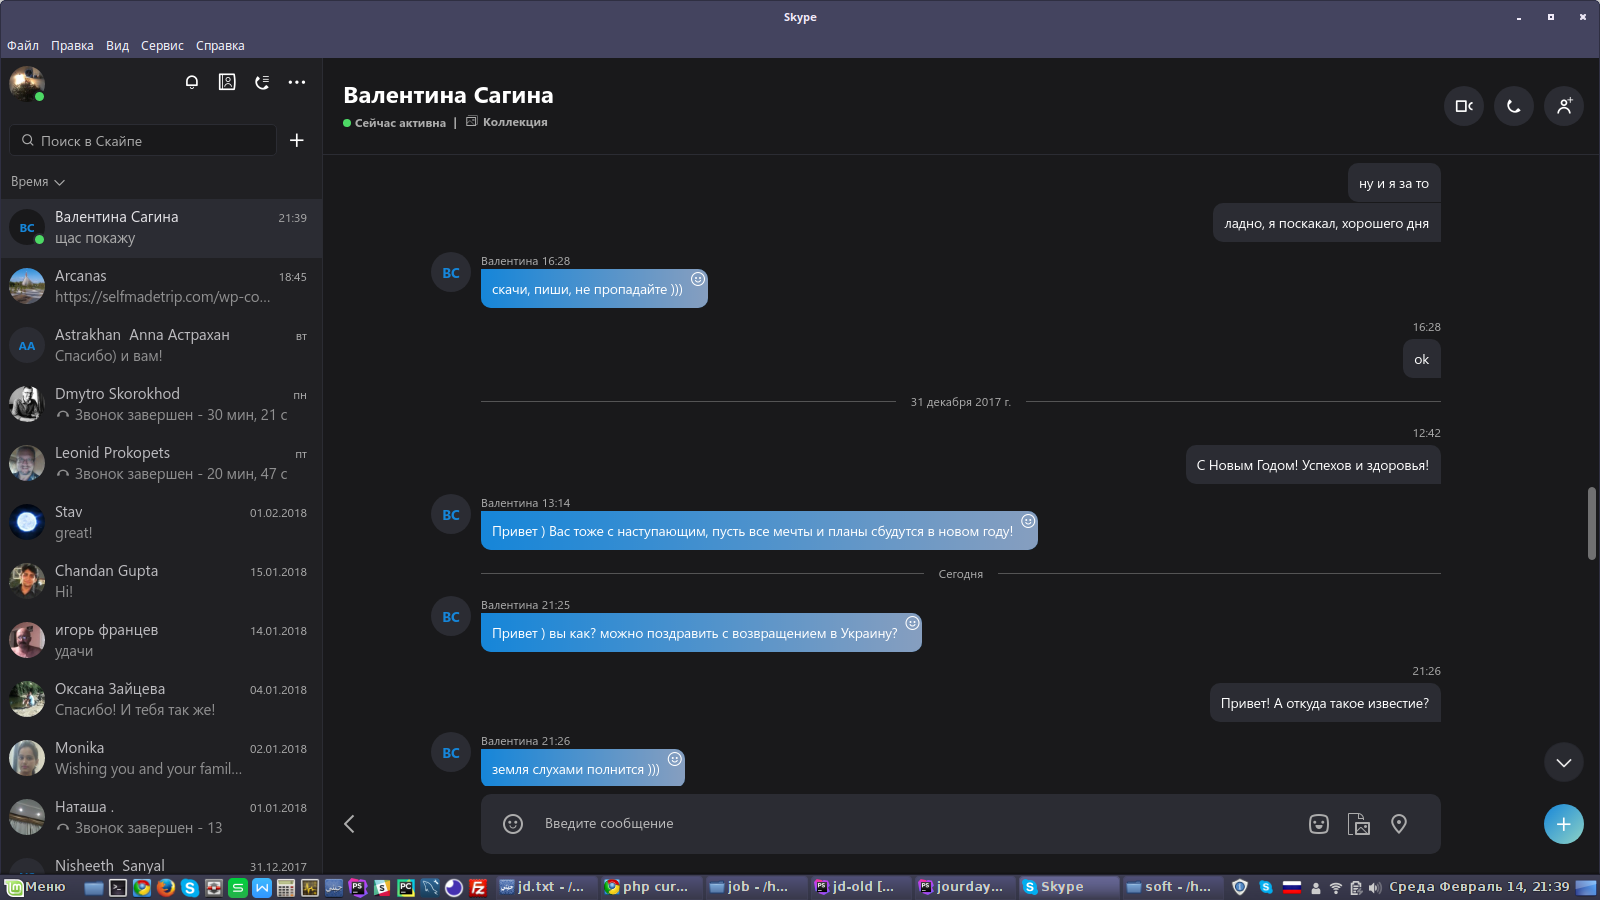 Skype
Файл Правка Вид Сервис Справка
Поиск в Скайпе
Время
ВС Валентина Сагина 21:39
щас покажу
Arcanas 18:45
https://selfmadetrip.com/wp-co...
AA Astrakhan Anna Астрахан вт
Спасибо) и вам!
Dmytro Skorokhod пн
Звонок завершен - 30 мин, 21 с
Leonid Prokopets пт
Звонок завершен - 20 мин, 47 с
Stav 01.02.2018
great!
Chandan Gupta 15.01.2018
Hi!
игорь францев 14.01.2018
удачи
Оксана Зайцева 04.01.2018
Спасибо! И тебя так же!
Monika 02.01.2018
Wishing you and your famil...
Наташа . 01.01.2018
Звонок завершен - 13
Nisheeth Sanyal 31.12.2017
Валентина Сагина
Сейчас активна | Коллекция
ну и я за то
ладно, я поскакал, хорошего дня
Валентина 16:28
ВС
скачи, пиши, не пропадайте )))
16:28
ok
31 декабря 2017 г.
12:42
С Новым Годом! Успехов и здоровья!
Валентина 13:14
ВС
Привет ) Вас тоже с наступающим, пусть все мечты и планы сбудутся в новом году!
Сегодня
Валентина 21:25
ВС
Привет ) вы как? можно поздравить с возвращением в Украину?
21:26
Привет! А откуда такое известие?
Валентина 21:26
ВС
земля слухами полнится )))
Введите сообщение
Меню jd.txt - /... php cur... job - /h... jd-old [... jourday... Skype soft - /h... Среда Февраль 14, 21:39